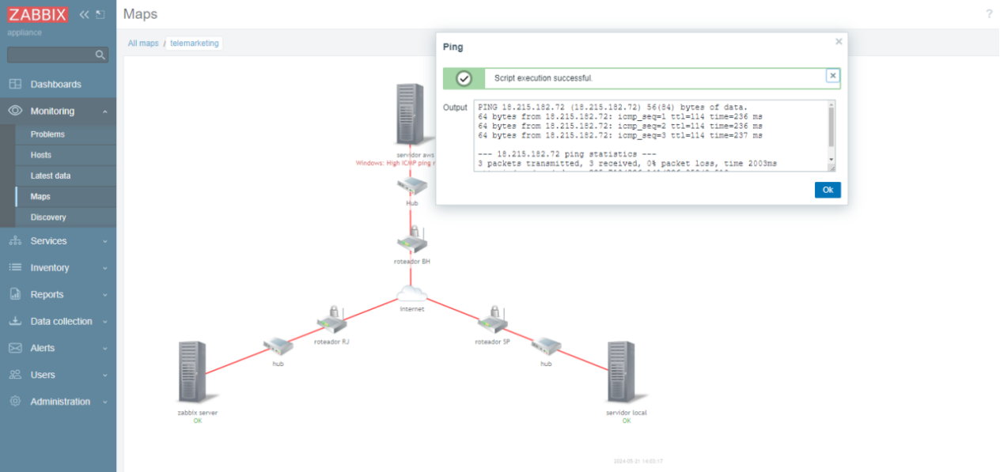 ZABBIX
appliance
Dashboards
Monitoring
Problems
Hosts
Latest data
Maps
Discovery
Services
Inventory
Reports
Data collection
Alerts
Users
Administration
Maps
?
All maps / telemarketing
Ping
Script execution successful.
Output
PING 18.215.182.72 (18.215.182.72) 56(84) bytes of data.
64 bytes from 18.215.182.72: icmp_seq=1 ttl=114 time=236 ms
64 bytes from 18.215.182.72: icmp_seq=2 ttl=114 time=236 ms
64 bytes from 18.215.182.72: icmp_seq=3 ttl=114 time=237 ms
--- 18.215.182.72 ping statistics ---
3 packets transmitted, 3 received, 0% packet loss, time 2003ms
Ok
servidor aws
Windows: High ICMP ping
Hub
roteador BH
internet
roteador RJ
roteador SP
hub
hub
zabbix server
OK
servidor local
OK